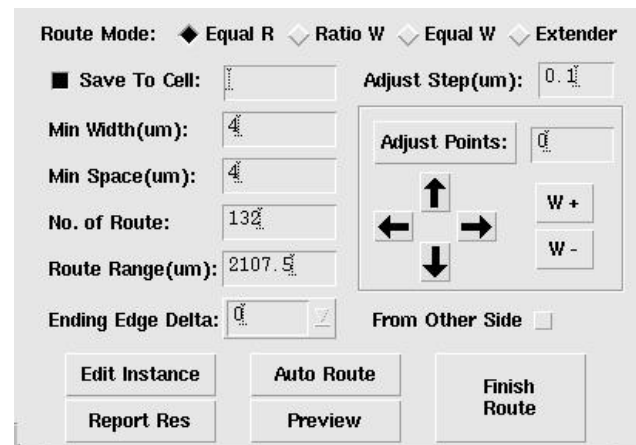 Route Mode: Equal R Ratio W Equal W Extender
Save To Cell: Adjust Step(um): 0.1
Min Width(um): 4
Adjust Points: 0
Min Space(um): 4
No. of Route: 132
W +
Route Range(um): 2107.5
W -
Ending Edge Delta: 0 From Other Side
Edit Instance Auto Route
Finish
Route
Report Res Preview